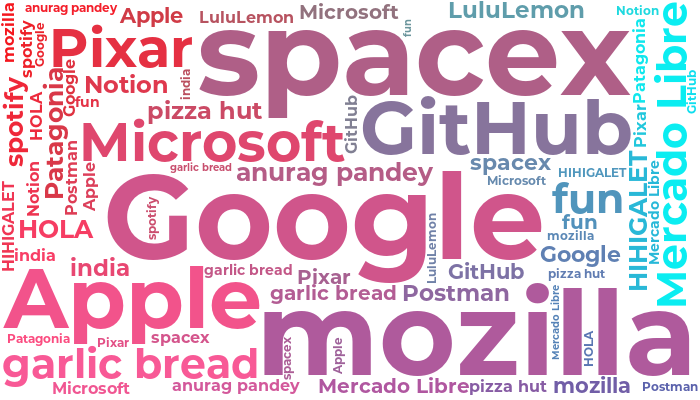 mozilla
anurag pandey
Apple
LuluLemon
Microsoft
LuluLemon
Notion
spotify
Google
Pixar
spacex
fun
Mercado Libre
Patagonia
GitHub
Notion
india
spotify
HOLA
Patagonia
Google
fun
pizza hut
GitHub
GitHub
Pixar
Microsoft
garlic bread
anurag pandey
spacex
Microsoft
HIHIGALET
HIHIGALET
Mercado Libre
Notion
Postman
Apple
HIHIGALET
HOLA
spotify
Google
LuluLemon
fun
fun
mozilla
Google
india
india
garlic bread
Pixar
GitHub
pizza hut
Apple
garlic bread
Postman
mozilla
Mercado Libre
HOLA
Patagonia
Pixar
spacex
spacex
Apple
garlic bread
Microsoft
anurag pandey
Mercado Libre
pizza hut
mozilla
Postman